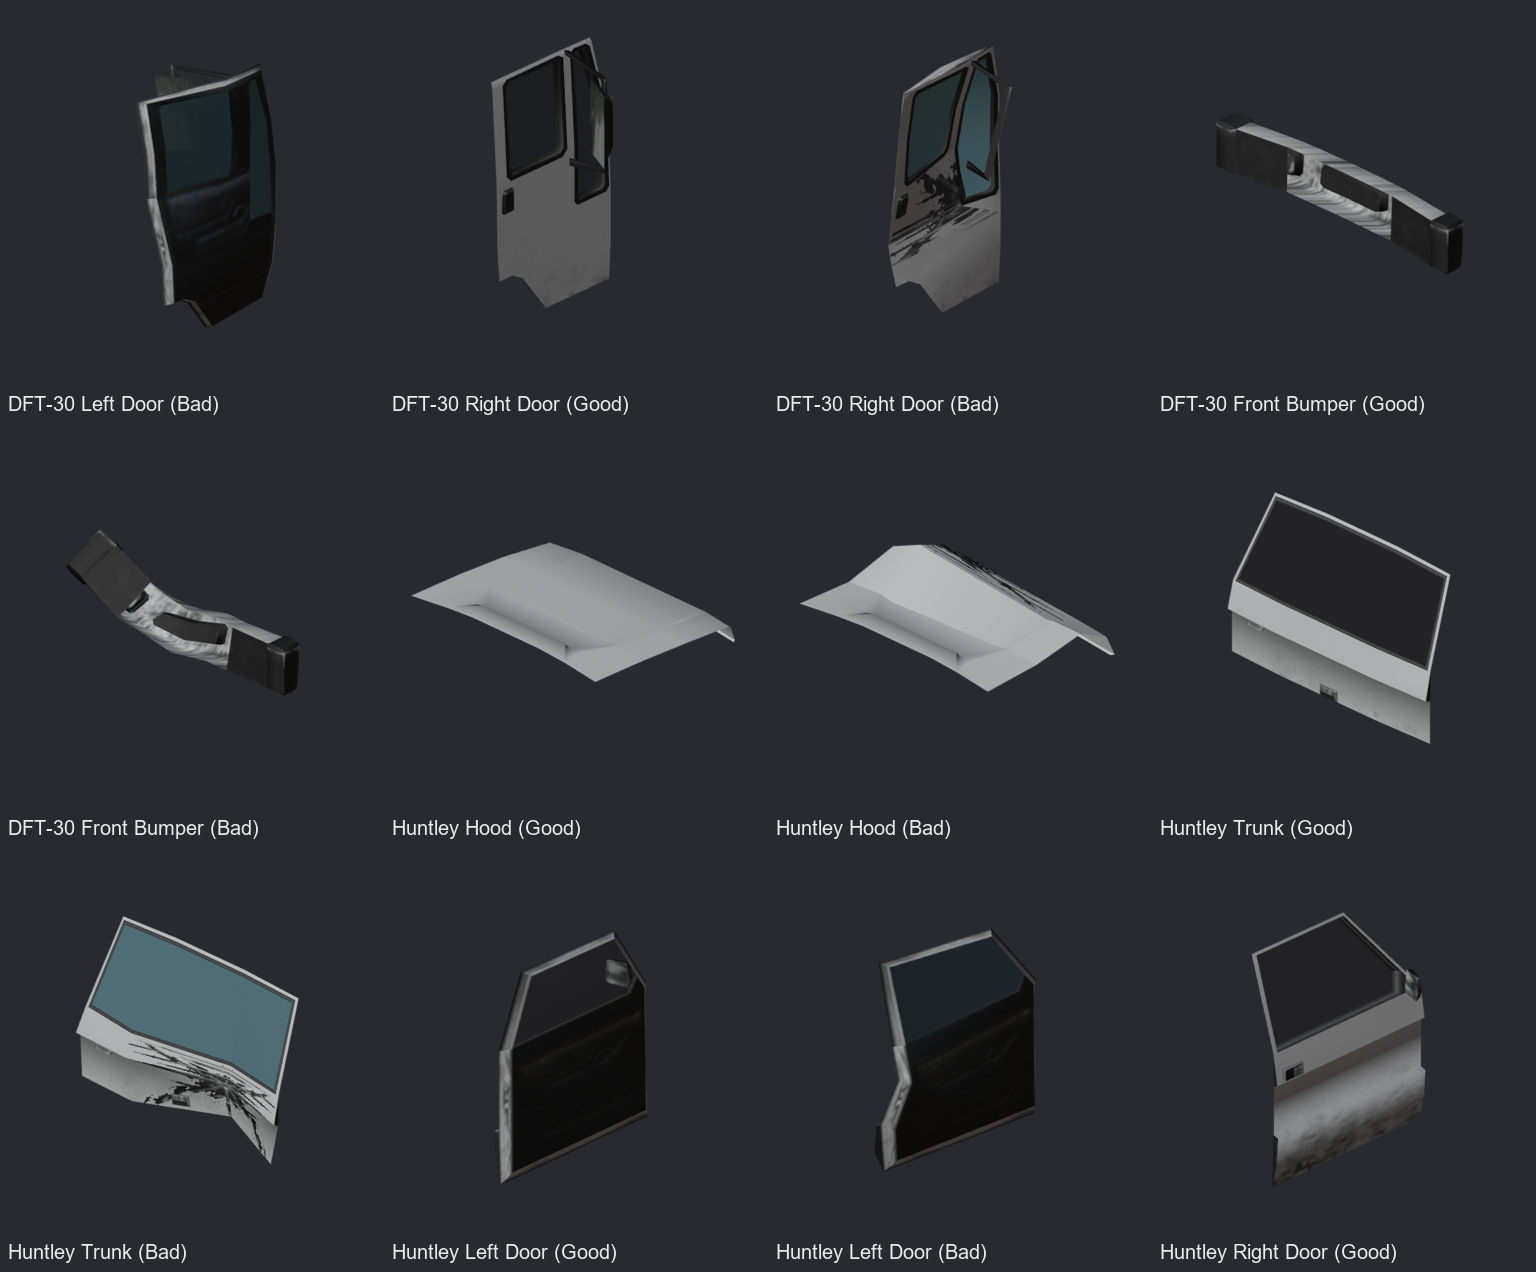 DFT-30 Left Door (Bad)
DFT-30 Right Door (Good)
DFT-30 Right Door (Bad)
DFT-30 Front Bumper (Good)
DFT-30 Front Bumper (Bad)
Huntley Hood (Good)
Huntley Hood (Bad)
Huntley Trunk (Good)
Huntley Trunk (Bad)
Huntley Left Door (Good)
Huntley Left Door (Bad)
Huntley Right Door (Good)